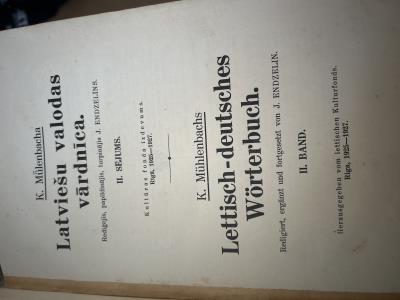 K. Mülenbacha
Latviešu valodas
vārdnīca.
Rediģējis, papildinājis, turpinājis J. ENDZELINS.
II. SĒJUMS.
Kultūras fonda izdevums.
Rīgā, 1925—1927.
K. Mühlenbachs
Lettisch-deutsches
Wörterbuch.
Redigiert, ergänzt und fortgesetzt von J. ENDZELIN.
II. BAND.
Herausgegeben vom lettischen Kulturfonds.
Riga, 1925—1927.